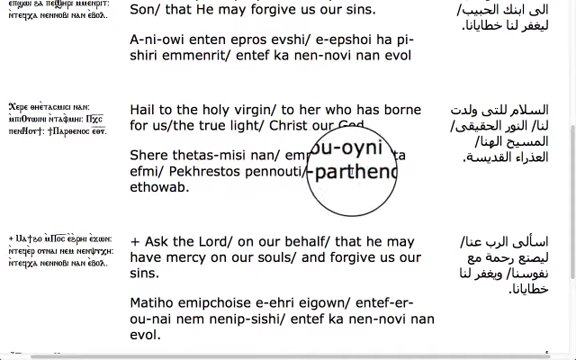 Son/ that He may forgive us our sins.
A-ni-owi enten epros evshi/ e-epshoi ha pi-
shiri emmenrit/ entef ka nen-novi nan evol
الى ابنك الحبيب/
ليغفر لنا خطايانا.
Ⲭⲉⲣⲉ ⲑⲏⲉⲧⲁⲥⲙⲓⲥⲓ ⲛⲁⲛ:
Hail to the holy virgin/ to her who has borne
for us/the true light/ Christ our God
Shere thetas-misi nan/
ou-oyni
efmi/ Pekhrestos pennouti/
-partheno
ethowab.
السلام للتى ولدت
لنا/ النور الحقيقى/
المسيح الهنا/
العذراء القديسة.
+ Ask the Lord/ on our behalf/ that he may
have mercy on our souls/ and forgive us our
sins.
Matiho emipchoise e-ehri eigown/ entef-er-
ou-nai nem nenip-sishi/ entef ka nen-novi nan
evol.
اسألى الرب عنا/
ليصنع رحمة مع
نفوسنا/ ويغفر لنا
خطايانا.